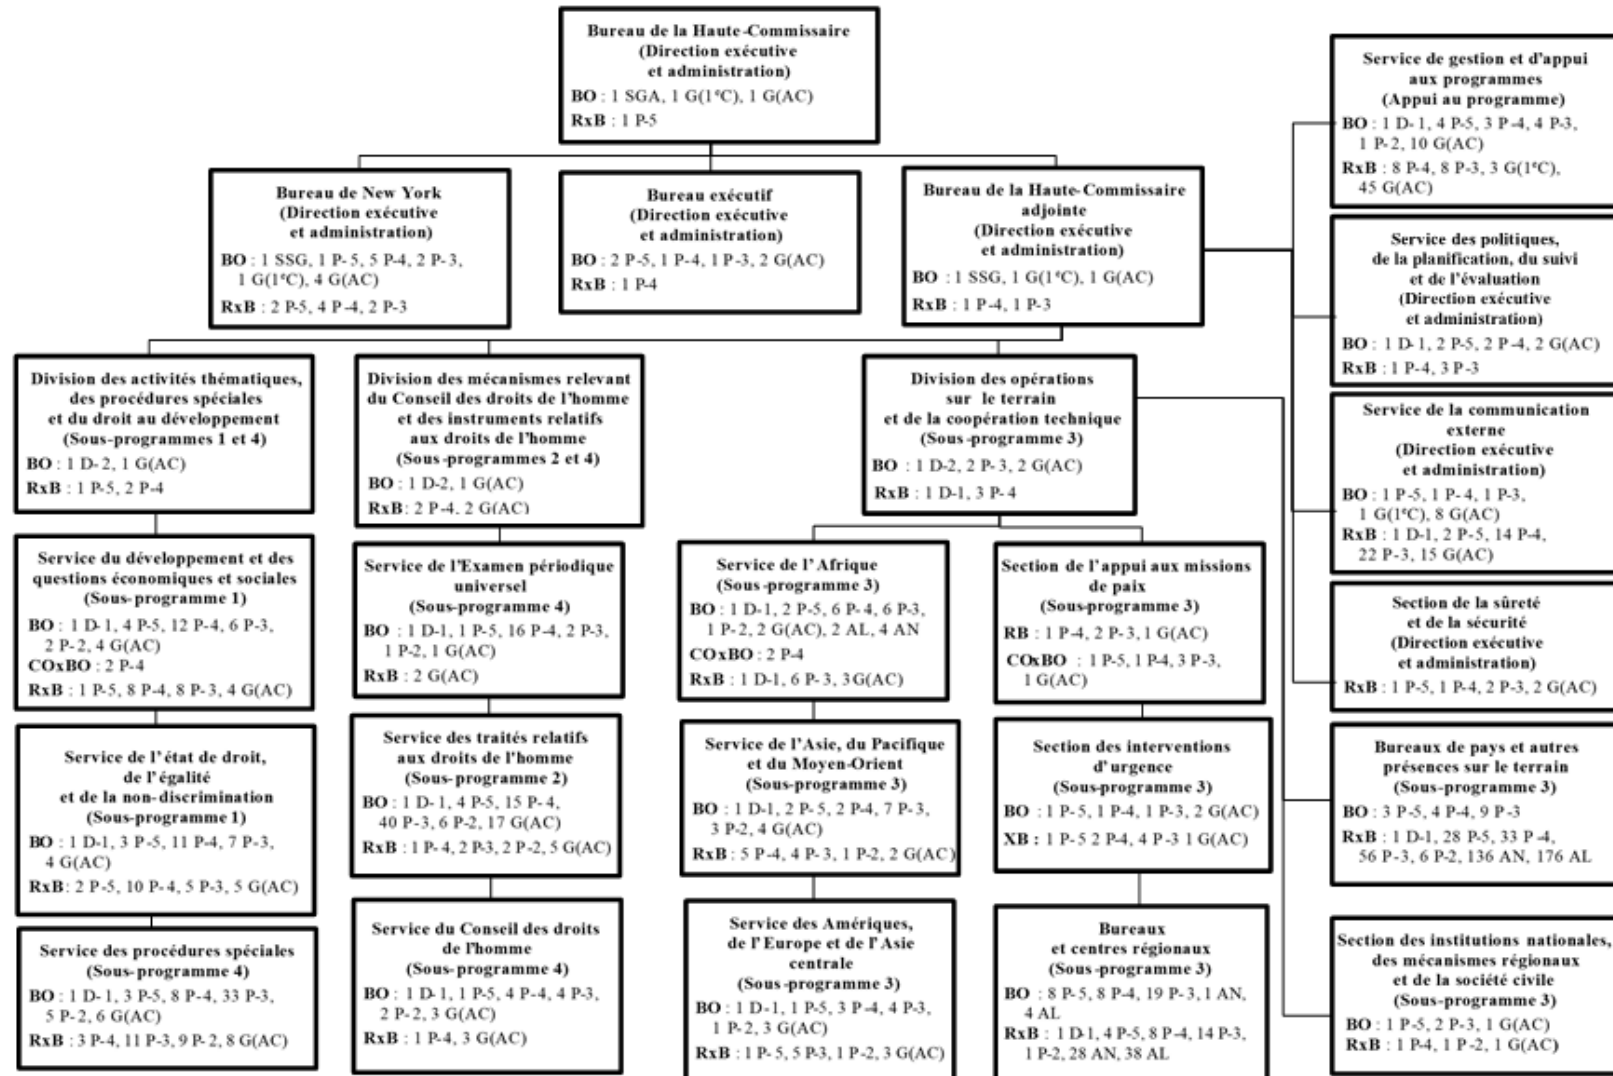 Bureau de la Haute-Commissaire
(Direction exécutive
et administration)
BO : 1 SGA, 1 G(1eC), 1 G(AC)
RxB : 1 P-5
Bureau de New York
(Direction exécutive
et administration)
BO : 1 SSG, 1 P-5, 5 P-4, 2 P-3,
1 G(1eC), 4 G(AC)
RxB : 2 P-5, 4 P-4, 2 P-3
Bureau exécutif
(Direction exécutive
et administration)
BO : 2 P-5, 1 P-4, 1 P-3, 2 G(AC)
RxB : 1 P-4
Bureau de la Haute-Commissaire
adjointe
(Direction exécutive
et administration)
BO : 1 SSG, 1 G(1eC), 1 G(AC)
RxB : 1 P-4, 1 P-3
Service de gestion et d'appui
aux programmes
(Appui au programme)
BO : 1 D-1, 4 P-5, 3 P-4, 4 P-3,
1 P-2, 10 G(AC)
RxB : 8 P-4, 8 P-3, 3 G(1eC),
45 G(AC)
Service des politiques,
de la planification, du suivi
et de l'évaluation
(Direction exécutive
et administration)
BO : 1 D-1, 2 P-5, 2 P-4, 2 G(AC)
RxB : 1 P-4, 3 P-3
Service de la communication
externe
(Direction exécutive
et administration)
BO : 1 P-5, 1 P-4, 1 P-3,
1 G(1eC), 8 G(AC)
RxB : 1 D-1, 2 P-5, 14 P-4,
22 P-3, 15 G(AC)
Section de la sûreté
et de la sécurité
(Direction exécutive
et administration)
RxB : 1 P-5, 1 P-4, 2 P-3, 2 G(AC)
Division des activités thématiques,
des procédures spéciales
et du droit au développement
(Sous-programmes 1 et 4)
BO : 1 D-2, 1 G(AC)
RxB : 1 P-5, 2 P-4
Division des mécanismes relevant
du Conseil des droits de l'homme
et des instruments relatifs
aux droits de l'homme
(Sous-programmes 2 et 4)
BO : 1 D-2, 1 G(AC)
RxB: 2 P-4, 2 G(AC)
Division des opérations
sur le terrain
et de la coopération technique
(Sous-programme 3)
BO : 1 D-2, 2 P-3, 2 G(AC)
RxB : 1 D-1, 3 P-4
Service du développement et des
questions économiques et sociales
(Sous-programme 1)
BO : 1 D-1, 4 P-5, 12 P-4, 6 P-3,
2 P-2, 4 G(AC)
COxBO : 2 P-4
RxB : 1 P-5, 8 P-4, 8 P-3, 4 G(AC)
Service de l'Examen périodique
universel
(Sous-programme 4)
BO : 1 D-1, 1 P-5, 16 P-4, 2 P-3,
1 P-2, 1 G(AC)
RxB : 2 G(AC)
Service de l'Afrique
(Sous-programme 3)
BO : 1 D-1, 2 P-5, 6 P-4, 6 P-3,
1 P-2, 2 G(AC), 2 AL, 4 AN
COxBO : 2 P-4
RxB : 1 D-1, 6 P-3, 3G(AC)
Section de l'appui aux missions
de paix
(Sous-programme 3)
RB : 1 P-4, 2 P-3, 1 G(AC)
COxBO : 1 P-5, 1 P-4, 3 P-3,
1 G(AC)
Service de l'état de droit,
de l'égalité
et de la non-discrimination
(Sous-programme 1)
BO : 1 D-1, 3 P-5, 11 P-4, 7 P-3,
4 G(AC)
RxB: 2 P-5, 10 P-4, 5 P-3, 5 G(AC)
Service des traités relatifs
aux droits de l'homme
(Sous-programme 2)
BO : 1 D-1, 4 P-5, 15 P-4,
40 P-3, 6 P-2, 17 G(AC)
RxB : 1 P-4, 2 P-3, 2 P-2, 5 G(AC)
Service de l'Asie, du Pacifique
et du Moyen-Orient
(Sous-programme 3)
BO : 1 D-1, 2 P-5, 2 P-4, 7 P-3,
3 P-2, 4 G(AC)
RxB : 5 P-4, 4 P-3, 1 P-2, 2 G(AC)
Section des interventions
d'urgence
(Sous-programme 3)
BO : 1 P-5, 1 P-4, 1 P-3, 2 G(AC)
XB : 1 P-5 2 P-4, 4 P-3 1 G(AC)
Bureaux de pays et autres
présences sur le terrain
(Sous-programme 3)
BO : 3 P-5, 4 P-4, 9 P-3
RxB : 1 D-1, 28 P-5, 33 P-4,
56 P-3, 6 P-2, 136 AN, 176 AL
Service des procédures spéciales
(Sous-programme 4)
BO : 1 D-1, 3 P-5, 8 P-4, 33 P-3,
5 P-2, 6 G(AC)
RxB : 3 P-4, 11 P-3, 9 P-2, 8 G(AC)
Service du Conseil des droits
de l'homme
(Sous-programme 4)
BO : 1 D-1, 1 P-5, 4 P-4, 4 P-3,
2 P-2, 3 G(AC)
RxB : 1 P-4, 3 G(AC)
Service des Amériques,
de l'Europe et de l'Asie
centrale
(Sous-programme 3)
BO : 1 D-1, 1 P-5, 3 P-4, 4 P-3,
1 P-2, 3 G(AC)
RxB : 1 P-5, 5 P-3, 1 P-2, 3 G(AC)
Bureaux
et centres régionaux
(Sous-programme 3)
BO : 8 P-5, 8 P-4, 19 P-3, 1 AN,
4 AL
RxB : 1 D-1, 4 P-5, 8 P-4, 14 P-3,
1 P-2, 28 AN, 38 AL
Section des institutions nationales,
des mécanismes régionaux
et de la société civile
(Sous-programme 3)
BO : 1 P-5, 2 P-3, 1 G(AC)
RxB : 1 P-4, 1 P-2, 1 G(AC)